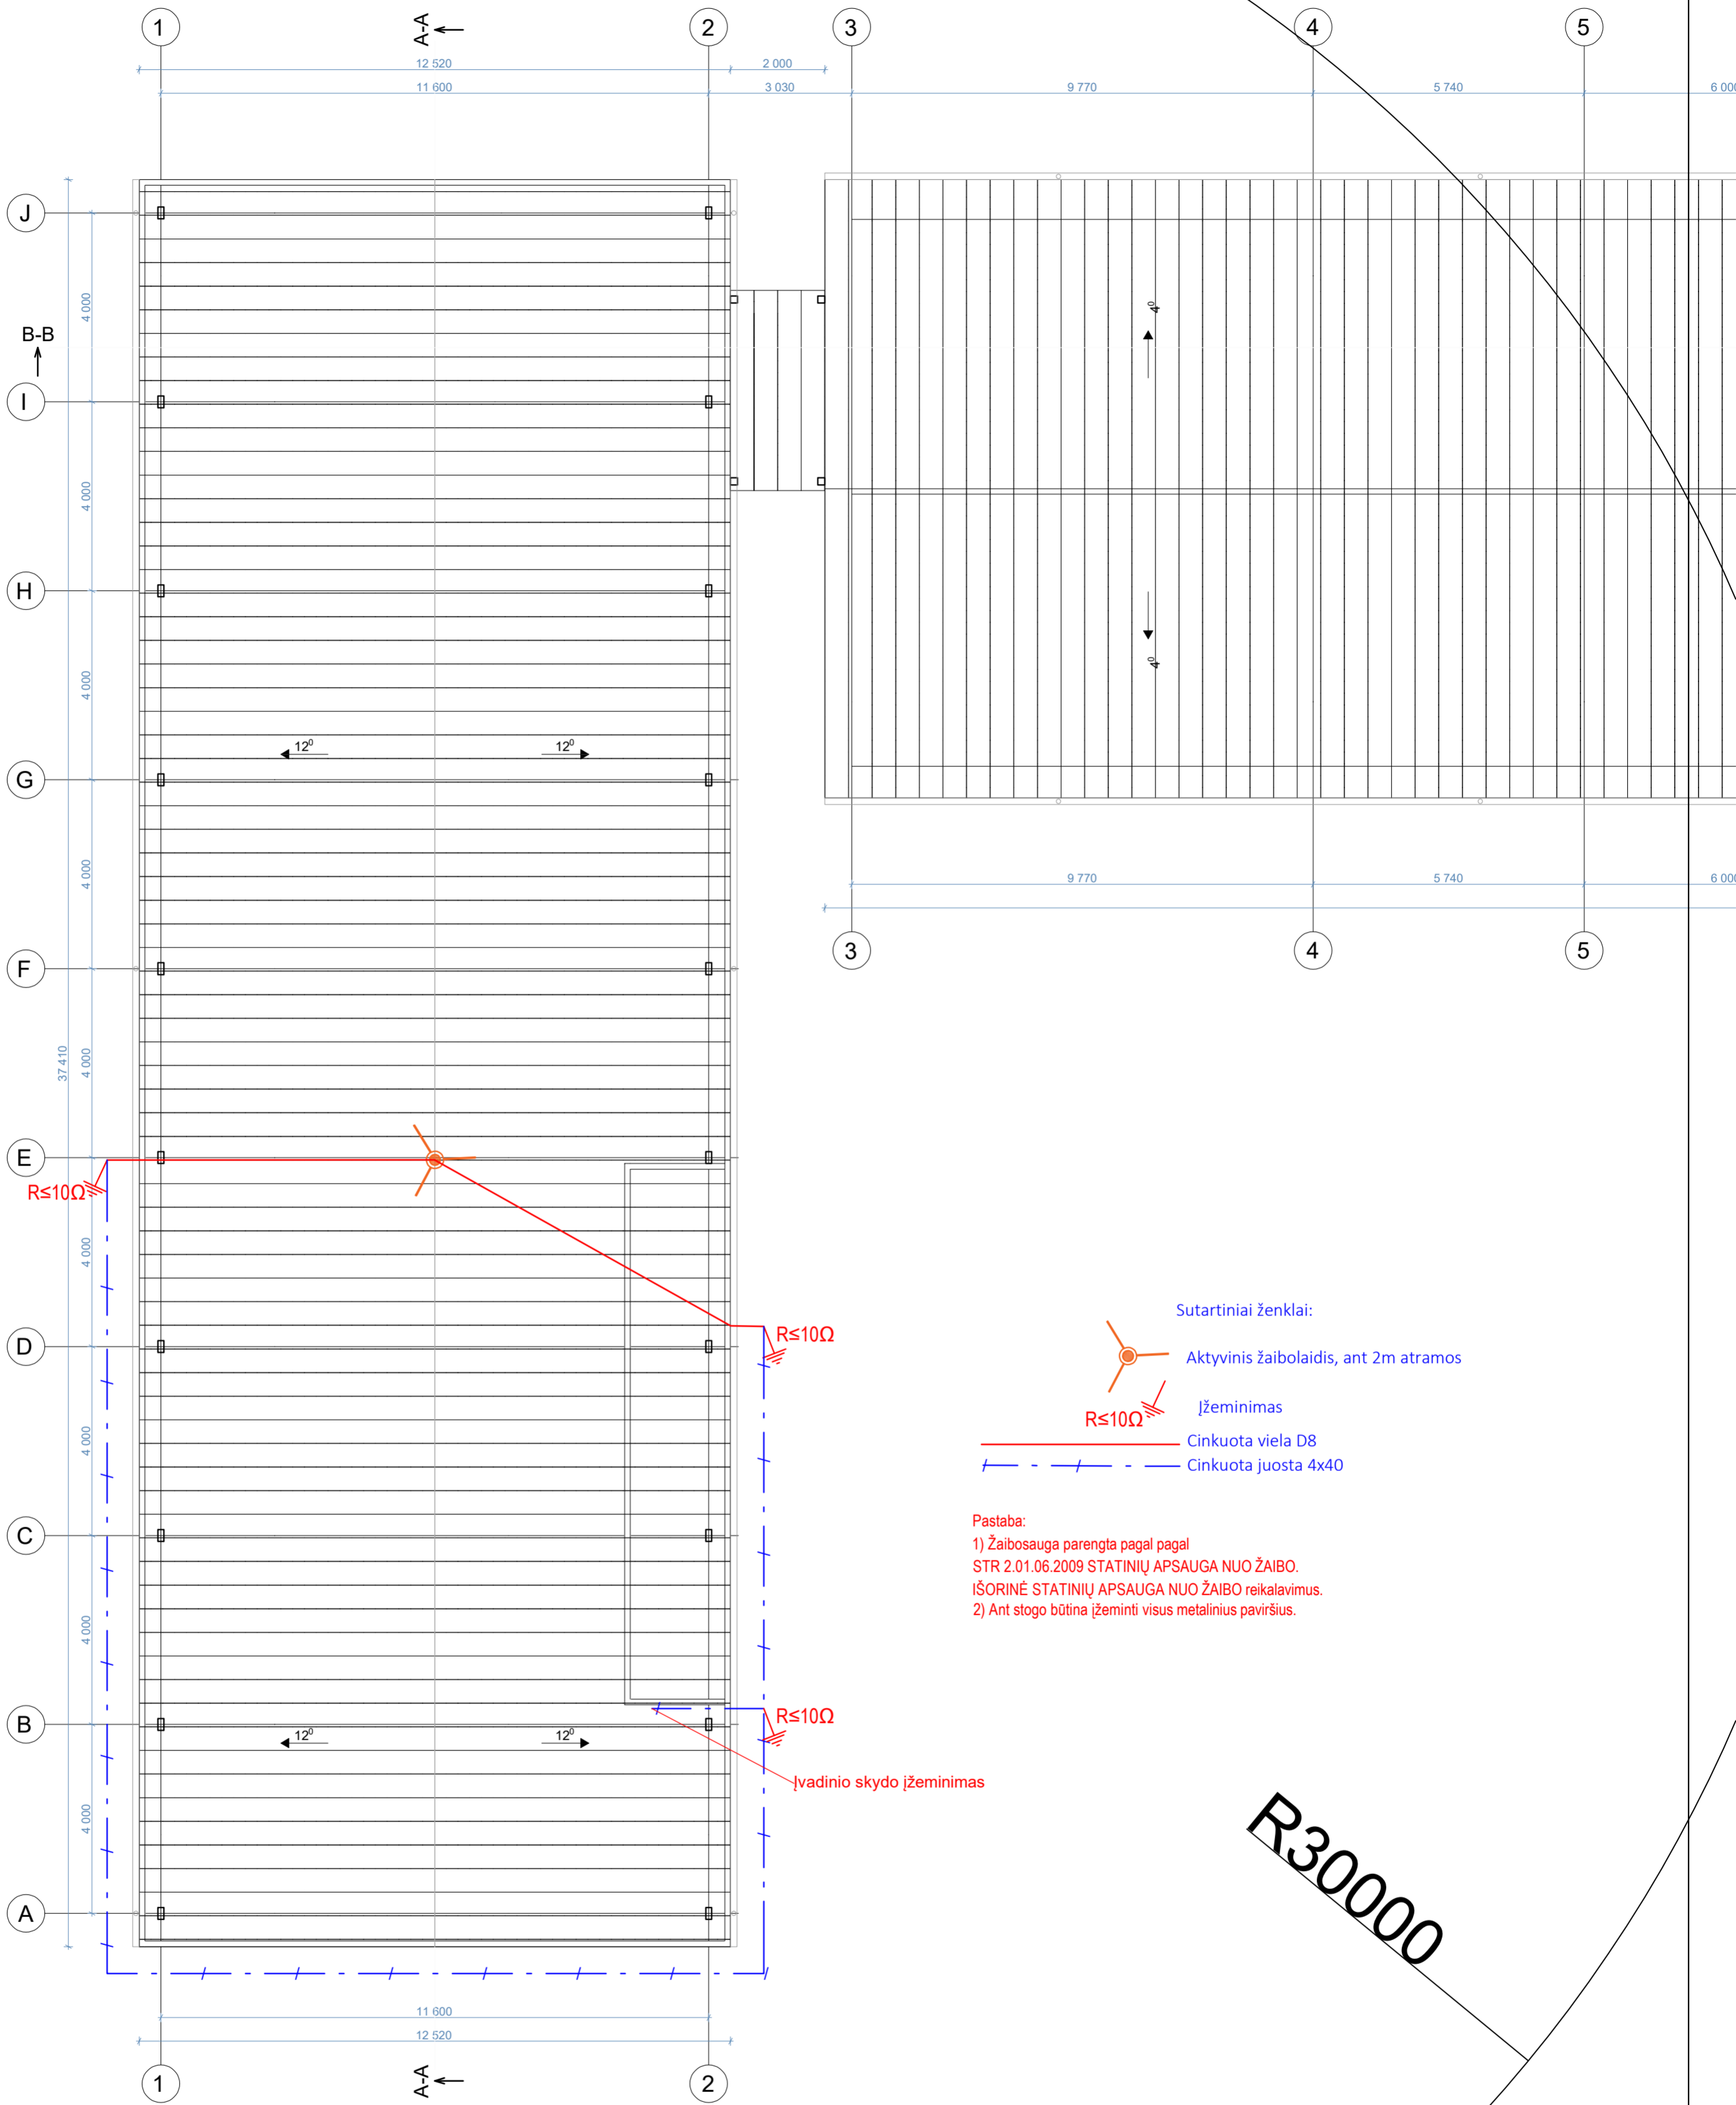 1
A-A
2
3
4
5
12 520
2 000
11 600
3 030
9 770
5 740
6 000
J
4 000
B-B
I
4⁰
4 000
H
4 000
4⁰
12⁰
12⁰
G
4 000
9 770
5 740
6 000
3
4
5
F
37 410
4 000
E
R≤10Ω
4 000
D
R≤10Ω
Sutartiniai ženklai:
Aktyvinis žaibolaidis, ant 2m atramos
Įžeminimas
R≤10Ω
Cinkuota viela D8
Cinkuota juosta 4x40
4 000
C
Pastaba:
1) Žaibosauga parengta pagal pagal
STR 2.01.06.2009 STATINIŲ APSAUGA NUO ŽAIBO.
IŠORINĖ STATINIŲ APSAUGA NUO ŽAIBO reikalavimus.
2) Ant stogo būtina įžeminti visus metalinius paviršius.
4 000
B
R≤10Ω
12⁰
12⁰
Įvadinio skydo įžeminimas
4 000
A
R30000
11 600
12 520
1
A-A
2